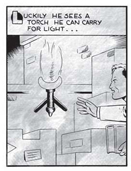 LUCKILY HE SEES A
TORCH HE CAN CARRY
FOR LIGHT...